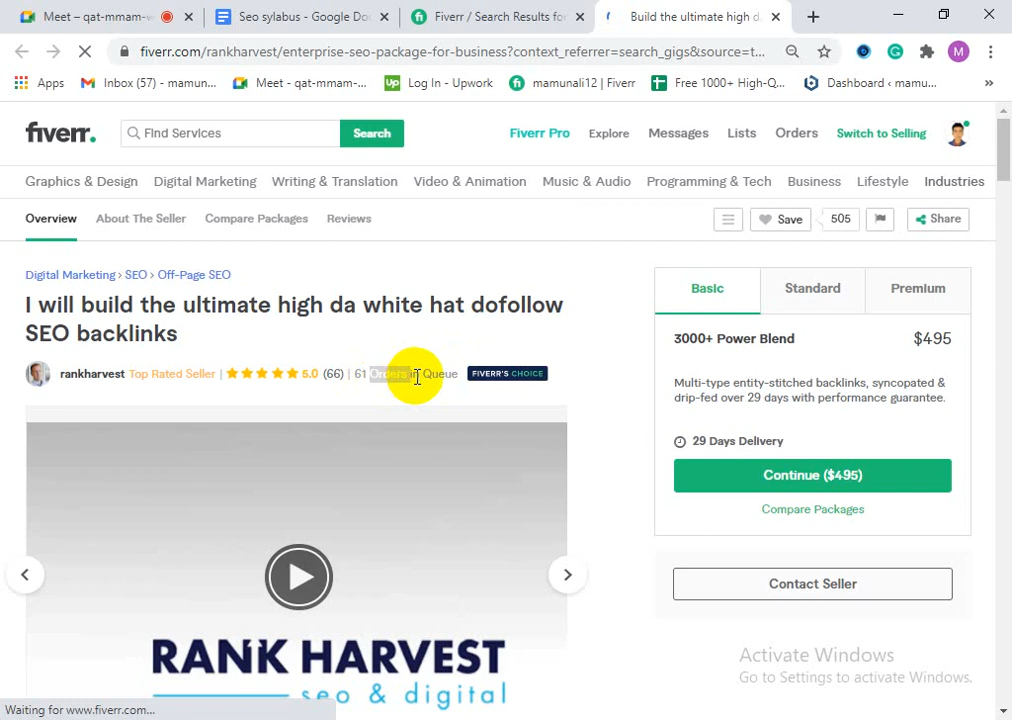 Meet – qat-mmam-v
Seo sylabus - Google Do
Fiverr / Search Results fo
Build the ultimate high d
fiverr.com/rankharvest/enterprise-seo-package-for-business?context_referrer=search_gigs&source=t...
M
Apps
Inbox (57) - mamun...
Meet - qat-mmam-...
Up
Log In - Upwork
fi
mamunali12 | Fiverr
Free 1000+ High-Q...
Dashboard ‹ mamu...
»
fiverr.
Find Services
Search
Fiverr Pro
Explore
Messages
Lists
Orders
Switch to Selling
Graphics & Design
Digital Marketing
Writing & Translation
Video & Animation
Music & Audio
Programming & Tech
Business
Lifestyle
Industries
Overview
About The Seller
Compare Packages
Reviews
Save
505
Share
Digital Marketing › SEO › Off-Page SEO
I will build the ultimate high da white hat dofollow
SEO backlinks
rankharvest Top Rated Seller | 5.0 (66) | 61 Orders in Queue FIVERR'S CHOICE
Basic
Standard
Premium
3000+ Power Blend
$495
Multi-type entity-stitched backlinks, syncopated &
drip-fed over 29 days with performance guarantee.
29 Days Delivery
Continue ($495)
Compare Packages
Contact Seller
RANK HARVEST
seo & digital
Activate Windows
Go to Settings to activate Windows.
Waiting for www.fiverr.com...